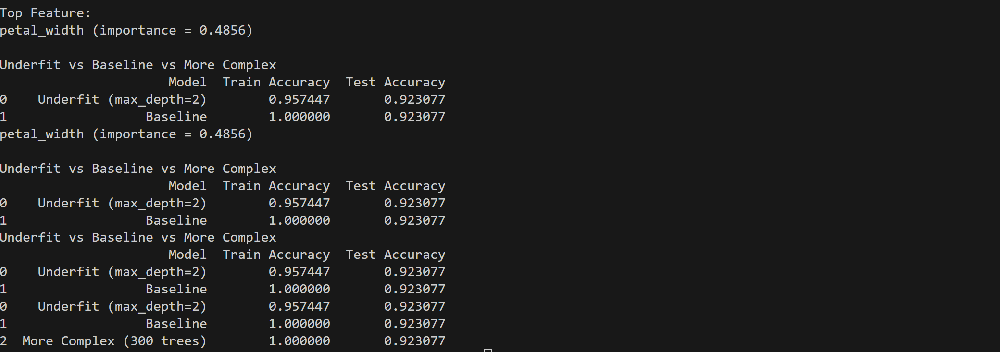 Top Feature:
petal_width (importance = 0.4856)

Underfit vs Baseline vs More Complex
                      Model  Train Accuracy  Test Accuracy
0    Underfit (max_depth=2)        0.957447       0.923077
1                  Baseline        1.000000       0.923077
petal_width (importance = 0.4856)

Underfit vs Baseline vs More Complex
                      Model  Train Accuracy  Test Accuracy
0    Underfit (max_depth=2)        0.957447       0.923077
1                  Baseline        1.000000       0.923077
Underfit vs Baseline vs More Complex
                      Model  Train Accuracy  Test Accuracy
0    Underfit (max_depth=2)        0.957447       0.923077
1                  Baseline        1.000000       0.923077
0    Underfit (max_depth=2)        0.957447       0.923077
1                  Baseline        1.000000       0.923077
2  More Complex (300 trees)        1.000000       0.923077